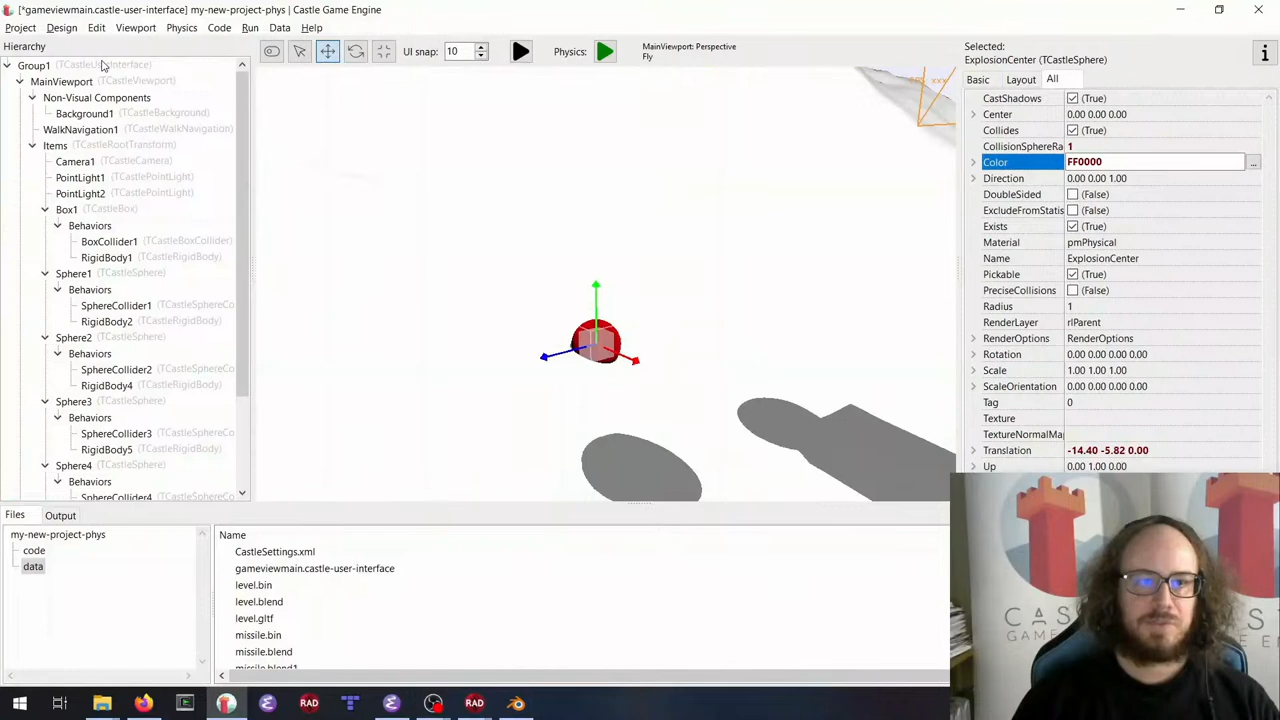 [*gameviewmain.castle-user-interface] my-new-project-phys | Castle Game Engine
Project Design Edit Viewport Physics Code Run Data Help
Hierarchy
UI snap: 10
Physics:
MainViewport: Perspective
Fly
Group1 (TCastleUserInterface)
MainViewport (TCastleViewport)
Non-Visual Components
Background1 (TCastleBackground)
WalkNavigation1 (TCastleWalkNavigation)
Items (TCastleRootTransform)
Camera1 (TCastleCamera)
PointLight1 (TCastlePointLight)
PointLight2 (TCastlePointLight)
Box1 (TCastleBox)
Behaviors
BoxCollider1 (TCastleBoxCollider)
RigidBody1 (TCastleRigidBody)
Sphere1 (TCastleSphere)
Behaviors
SphereCollider1 (TCastleSphereCo
RigidBody2 (TCastleRigidBody)
Sphere2 (TCastleSphere)
Behaviors
SphereCollider2 (TCastleSphereCo
RigidBody4 (TCastleRigidBody)
Sphere3 (TCastleSphere)
Behaviors
SphereCollider3 (TCastleSphereCo
RigidBody5 (TCastleRigidBody)
Sphere4 (TCastleSphere)
Behaviors
SphereCollider4 (TCastleSphereCo
Selected:
ExplosionCenter (TCastleSphere)
Basic Layout All
CastShadows (True)
Center 0.00 0.00 0.00
Collides (True)
CollisionSphereRa 1
Color FF0000 ...
Direction 0.00 0.00 1.00
DoubleSided (False)
ExcludeFromStatis (False)
Exists (True)
Material pmPhysical
Name ExplosionCenter
Pickable (True)
PreciseCollisions (False)
Radius 1
RenderLayer rlParent
RenderOptions RenderOptions
Rotation 0.00 0.00 0.00 0.00
Scale 1.00 1.00 1.00
ScaleOrientation 0.00 0.00 0.00 0.00
Tag 0
Texture
TextureNormalMa
Translation -14.40 -5.82 0.00
Up 0.00 1.00 0.00
Files Output
my-new-project-phys
code
data
Name
CastleSettings.xml
gameviewmain.castle-user-interface
level.bin
level.blend
level.gltf
missile.bin
missile.blend
missile.blend1
RAD
RAD